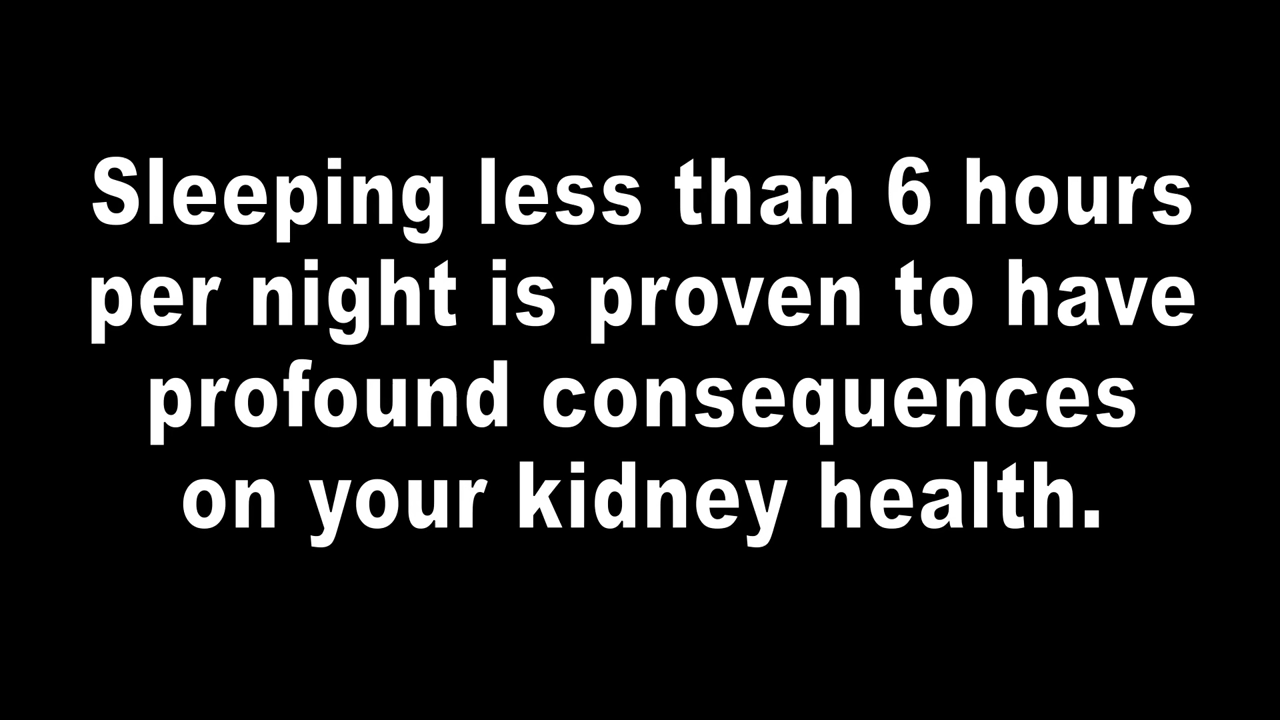 Sleeping less than 6 hours
per night is proven to have
profound consequences
on your kidney health.